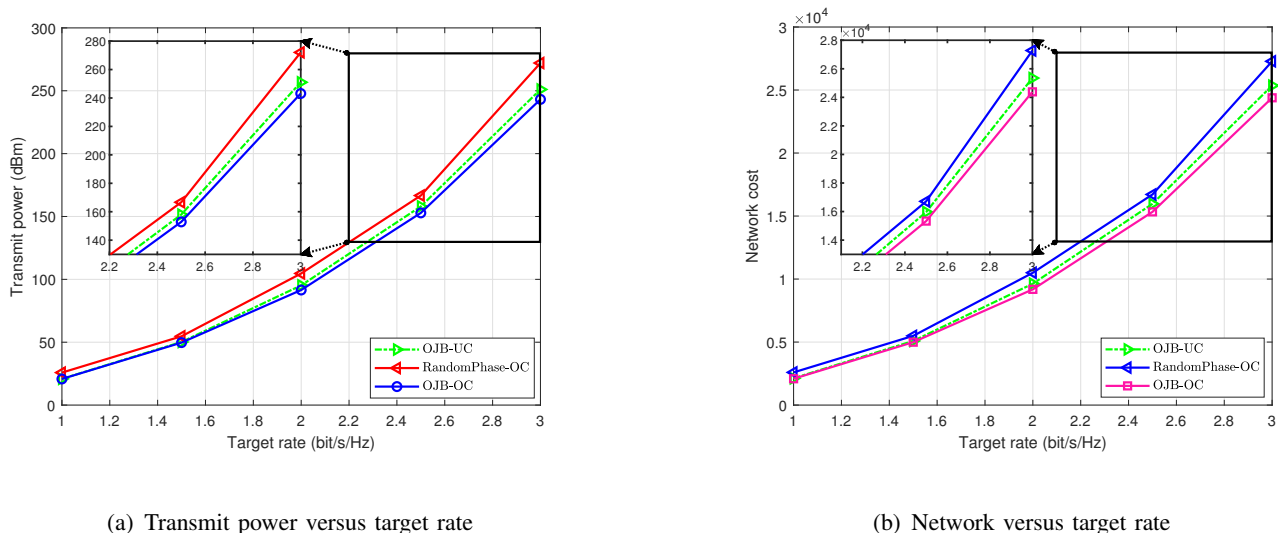 300
250
200
150
100
50
0
Transmit power (dBm)
280
260
240
220
200
180
160
140
2.2 2.4 2.6 2.8 3
OJB-UC
RandomPhase-OC
OJB-OC
1 1.2 1.4 1.6 1.8 2 2.2 2.4 2.6 2.8 3
Target rate (bit/s/Hz)
(a) Transmit power versus target rate
×10⁴
3
2.5
2
1.5
1
0.5
0
Network cost
×10⁴
2.8
2.6
2.4
2.2
2
1.8
1.6
1.4
2.2 2.4 2.6 2.8 3
OJB-UC
RandomPhase-OC
OJB-OC
1 1.2 1.4 1.6 1.8 2 2.2 2.4 2.6 2.8 3
Target rate (bit/s/Hz)
(b) Network versus target rate